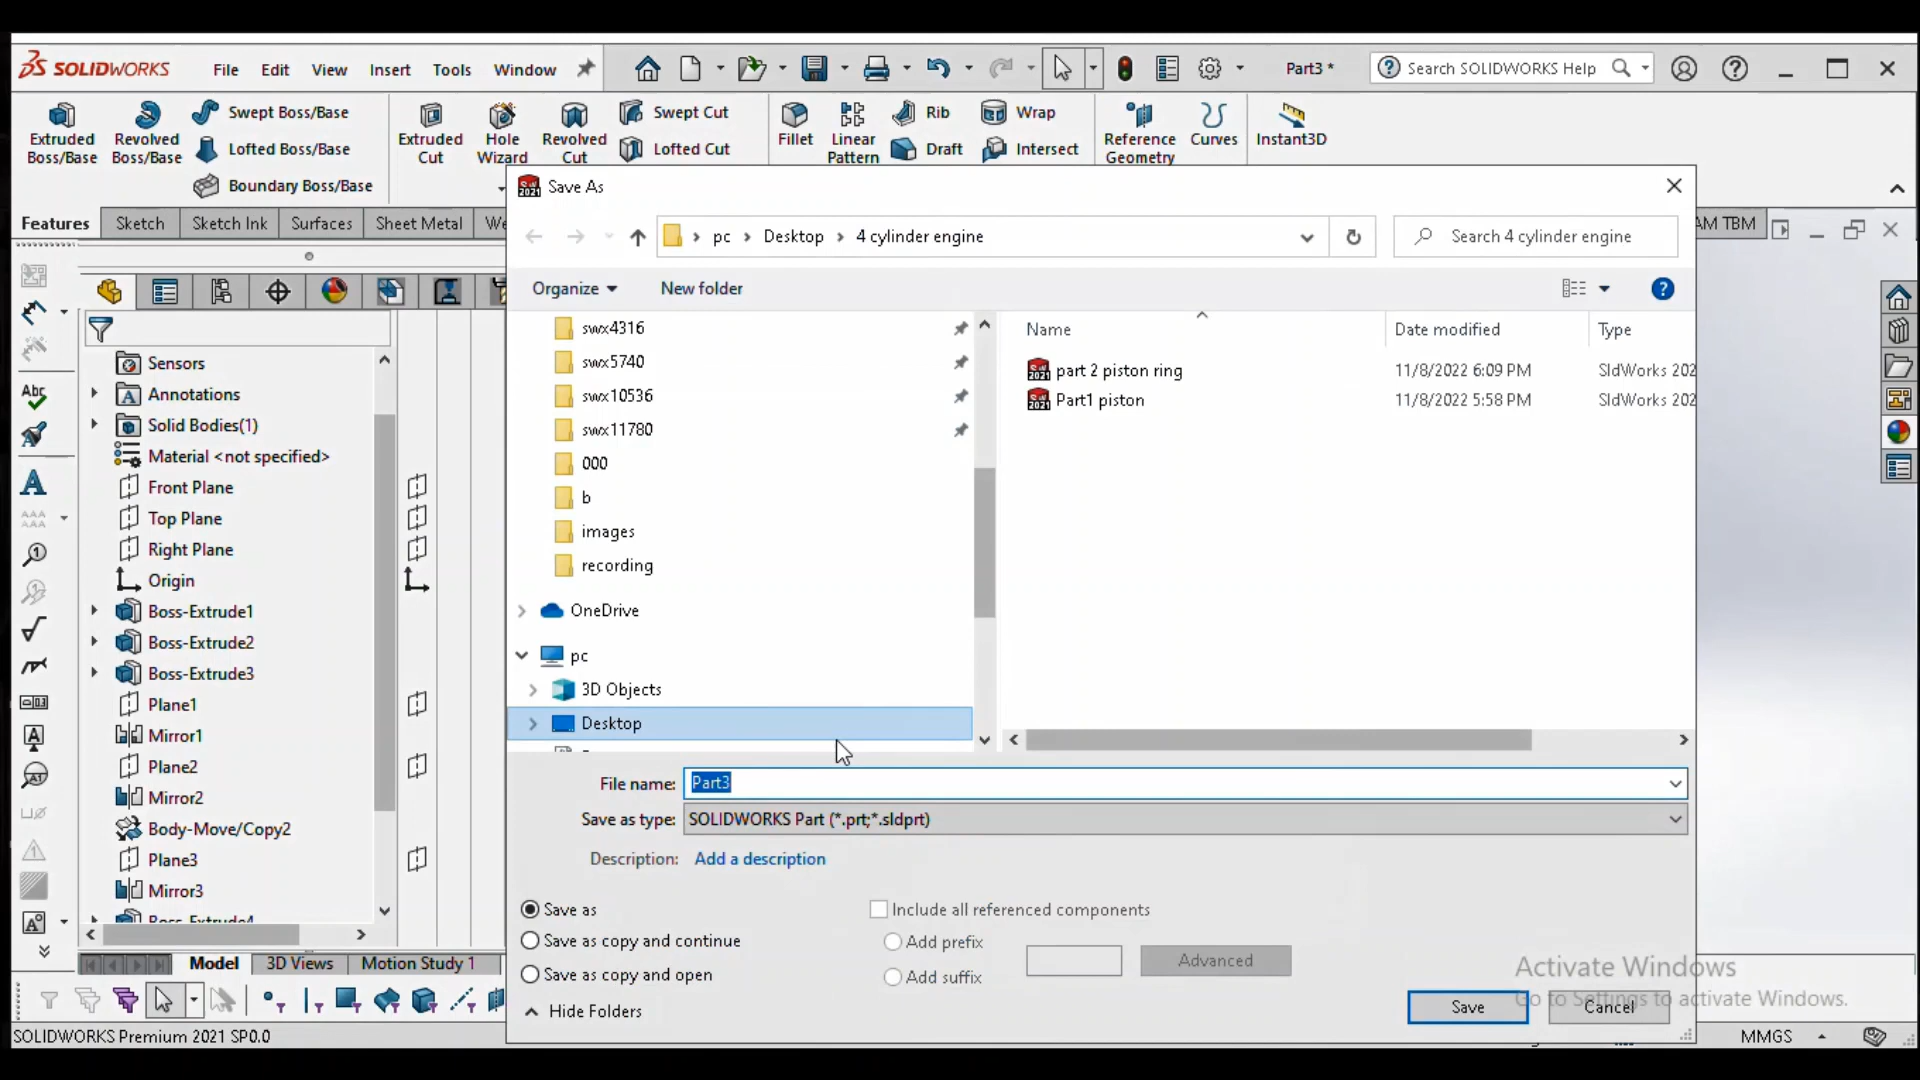 SOLIDWORKS File Edit View Insert Tools Window Part3 * Search SOLIDWORKS Help
Extruded Boss/Base
Revolved Boss/Base
Swept Boss/Base
Lofted Boss/Base
Boundary Boss/Base
Extruded Cut
Hole Wizard
Revolved Cut
Swept Cut
Lofted Cut
Fillet
Linear Pattern
Rib
Draft
Wrap
Intersect
Reference Geometry
Curves
Instant3D
Features Sketch Sketch Ink Surfaces Sheet Metal We AM TBM
Sensors
Annotations
Solid Bodies(1)
Material <not specified>
Front Plane
Top Plane
Right Plane
Origin
Boss-Extrude1
Boss-Extrude2
Boss-Extrude3
Plane1
Mirror1
Plane2
Mirror2
Body-Move/Copy2
Plane3
Mirror3
Boss-Extrude4
Model 3D Views Motion Study 1
SOLIDWORKS Premium 2021 SP0.0
MMGS
Save As
pc Desktop 4 cylinder engine
Search 4 cylinder engine
Organize New folder
swx4316
swx5740
swx10536
swx11780
000
b
images
recording
OneDrive
pc
3D Objects
Desktop
Name Date modified Type
part 2 piston ring 11/8/2022 6:09 PM SldWorks 202
Part1 piston 11/8/2022 5:58 PM SldWorks 202
File name: Part3
Save as type: SOLIDWORKS Part (*.prt;*.sldprt)
Description: Add a description
Save as
Save as copy and continue
Save as copy and open
Include all referenced components
Add prefix
Add suffix
Advanced
Hide Folders
Save
Cancel
Activate Windows
Go to Settings to activate Windows.